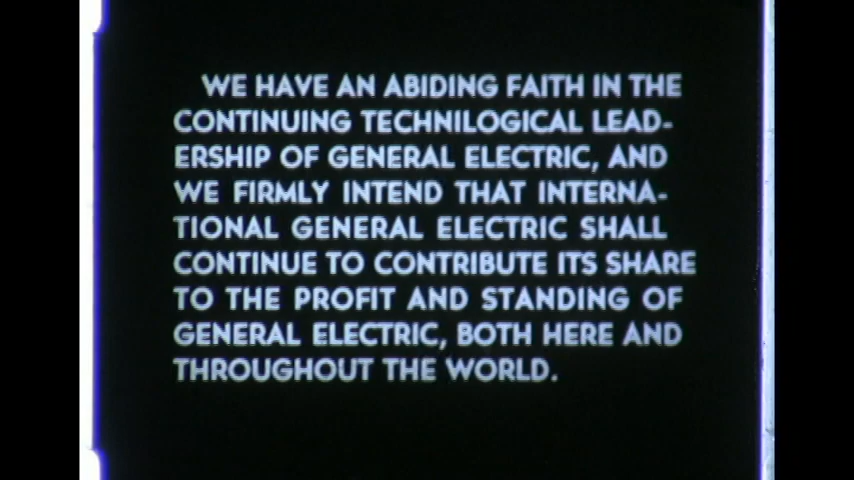 WE HAVE AN ABIDING FAITH IN THE
CONTINUING TECHNILOGICAL LEAD-
ERSHIP OF GENERAL ELECTRIC, AND
WE FIRMLY INTEND THAT INTERNA-
TIONAL GENERAL ELECTRIC SHALL
CONTINUE TO CONTRIBUTE ITS SHARE
TO THE PROFIT AND STANDING OF
GENERAL ELECTRIC, BOTH HERE AND
THROUGHOUT THE WORLD.